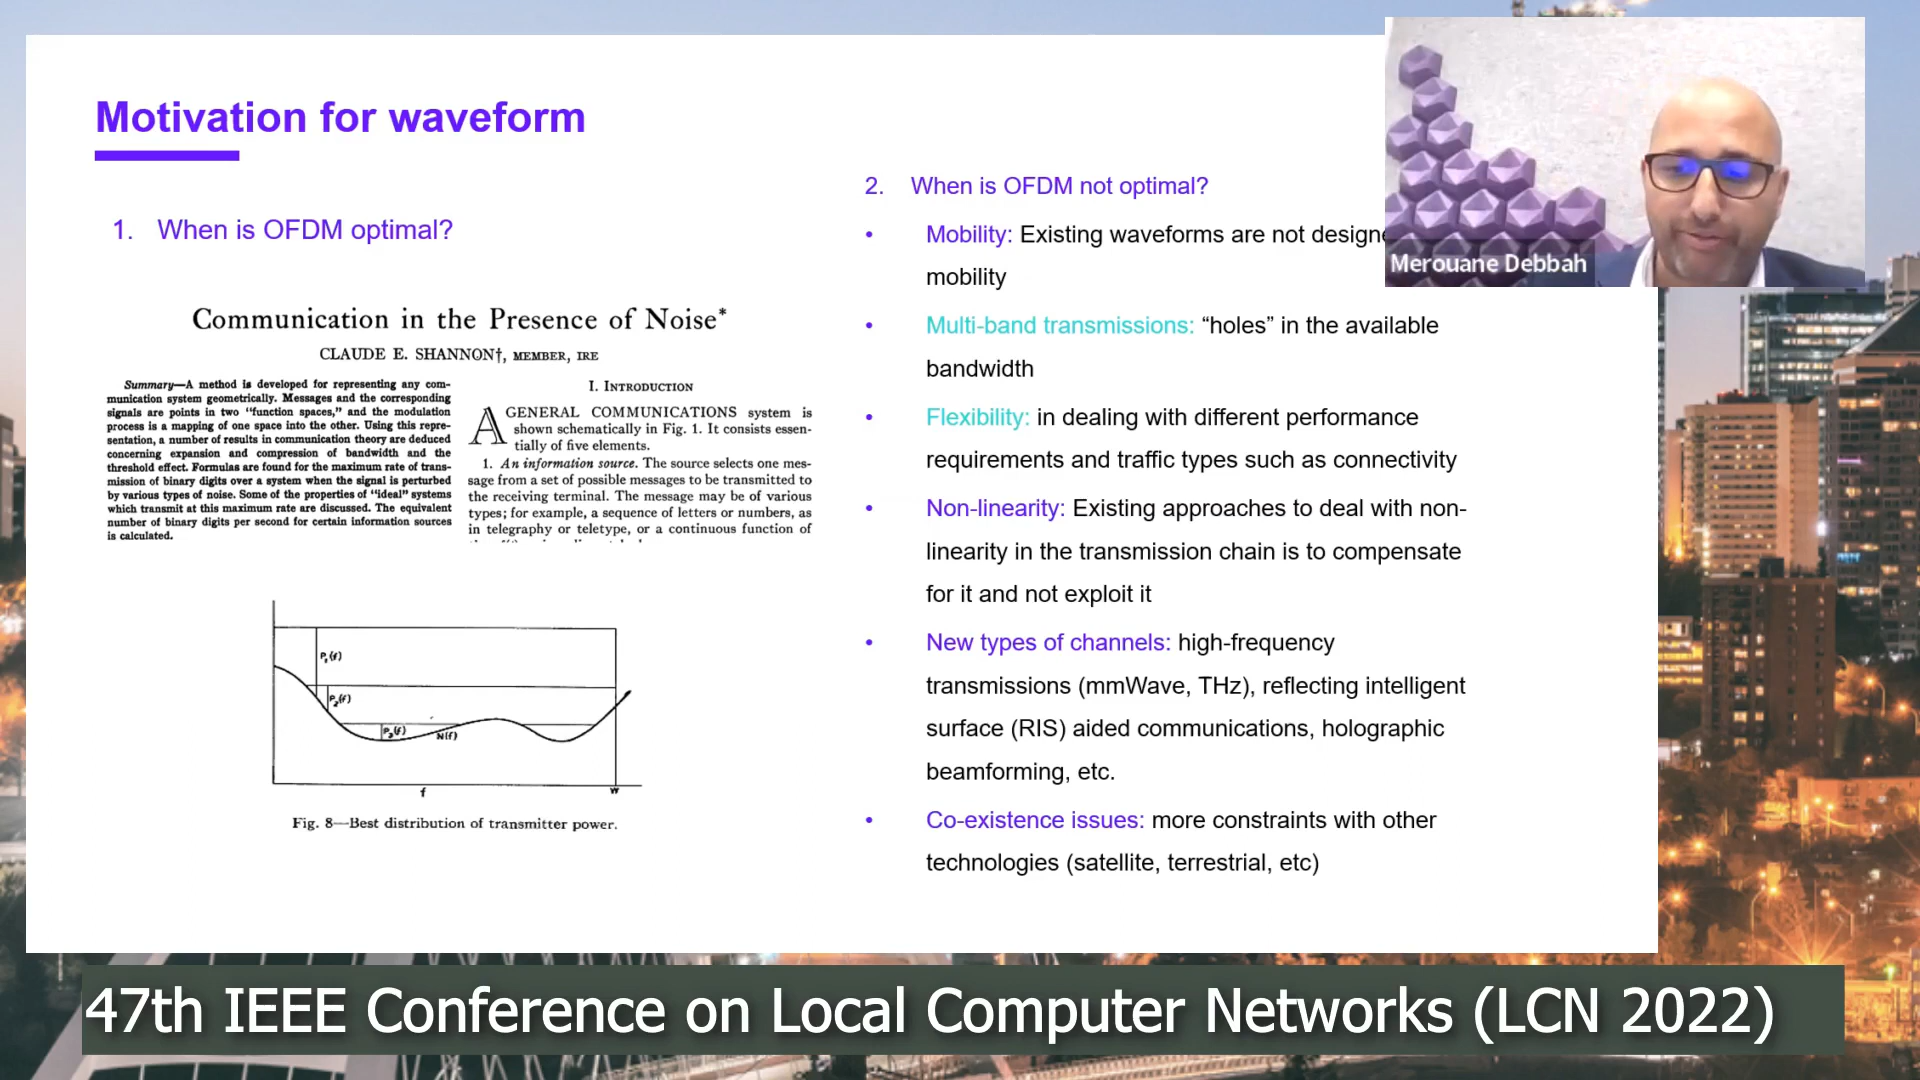 Motivation for waveform
1. When is OFDM optimal?
Communication in the Presence of Noise*
CLAUDE E. SHANNON†, MEMBER, IRE
Summary—A method is developed for representing any com-
munication system geometrically. Messages and the corresponding
signals are points in two "function spaces," and the modulation
process is a mapping of one space into the other. Using this repre-
sentation, a number of results in communication theory are deduced
concerning expansion and compression of bandwidth and the
threshold effect. Formulas are found for the maximum rate of trans-
mission of binary digits over a system when the signal is perturbed
by various types of noise. Some of the properties of "ideal" systems
which transmit at this maximum rate are discussed. The equivalent
number of binary digits per second for certain information sources
is calculated.
I. INTRODUCTION
A GENERAL COMMUNICATIONS system is
shown schematically in Fig. 1. It consists essen-
tially of five elements.
1. An information source. The source selects one mes-
sage from a set of possible messages to be transmitted to
the receiving terminal. The message may be of various
types; for example, a sequence of letters or numbers, as
in telegraphy or teletype, or a continuous function of
P₁(f)
P₂(f)
P₃(f)
N(f)
f
W
Fig. 8—Best distribution of transmitter power.
2. When is OFDM not optimal?
• Mobility: Existing waveforms are not designe
mobility
• Multi-band transmissions: “holes” in the available
bandwidth
• Flexibility: in dealing with different performance
requirements and traffic types such as connectivity
• Non-linearity: Existing approaches to deal with non-
linearity in the transmission chain is to compensate
for it and not exploit it
• New types of channels: high-frequency
transmissions (mmWave, THz), reflecting intelligent
surface (RIS) aided communications, holographic
beamforming, etc.
• Co-existence issues: more constraints with other
technologies (satellite, terrestrial, etc)
Merouane Debbah
47th IEEE Conference on Local Computer Networks (LCN 2022)